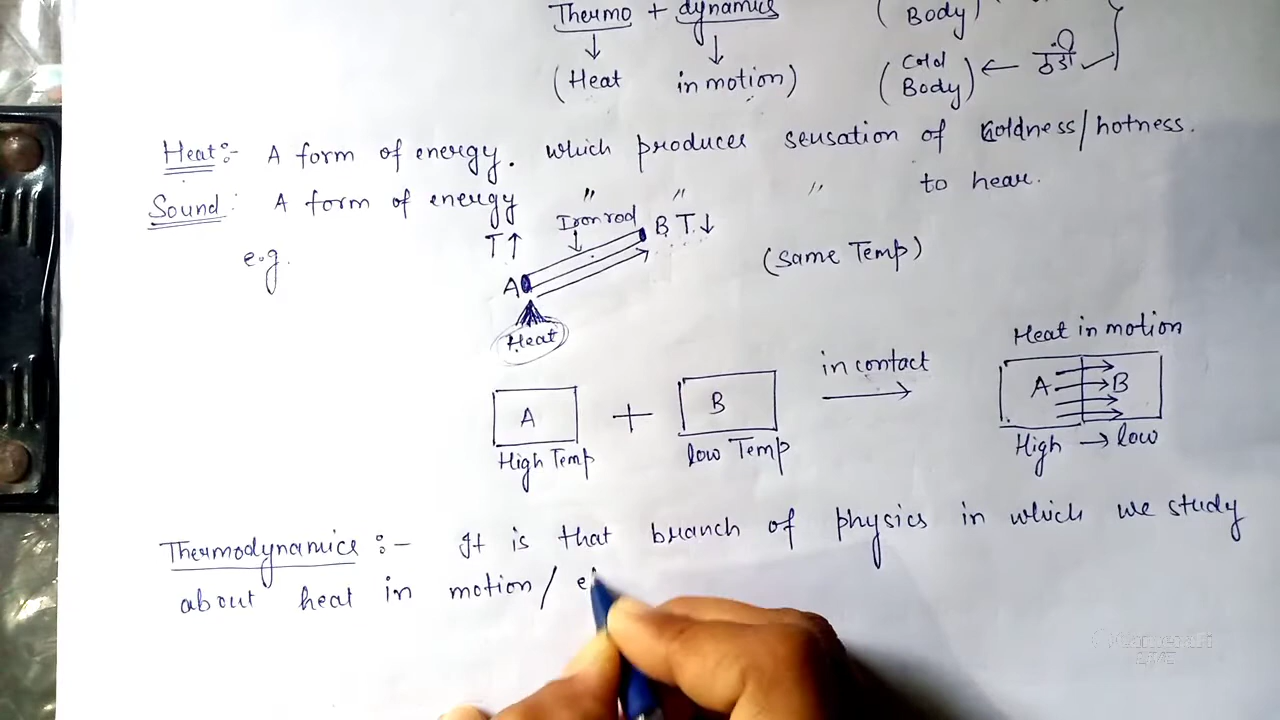 Thermo + dynamics
(Body)
(Heat in motion)
(Cold Body) ← ठंडी
Heat:- A form of energy. which produces sensation of Coldness/hotness.
Sound: A form of energy " " " to hear.
e.g.
T↑
Iron rod
B T.↓
A
(Same Temp)
Heat
Heat in motion
A + B in contact → A B
High Temp
low Temp
High → low
Thermodynamics:- It is that branch of physics in which we study
about heat in motion/